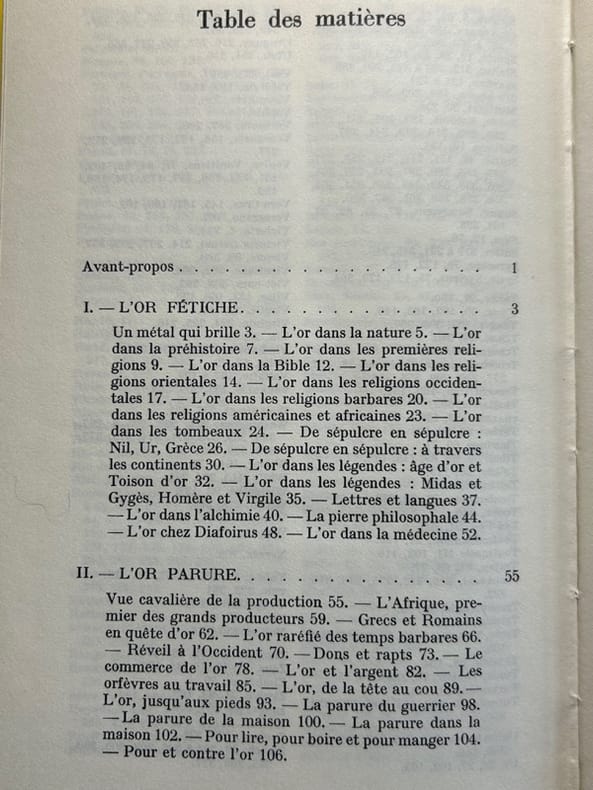 Table des matières
Avant-propos . . . . . . . . . . . . . . . . . . . . 1
I. — L'OR FÉTICHE. . . . . . . . . . . . . . . . 3
Un métal qui brille 3. — L'or dans la nature 5. — L'or
dans la préhistoire 7. — L'or dans les premières reli-
gions 9. — L'or dans la Bible 12. — L'or dans les reli-
gions orientales 14. — L'or dans les religions occiden-
tales 17. — L'or dans les religions barbares 20. — L'or
dans les religions américaines et africaines 23. — L'or
dans les tombeaux 24. — De sépulcre en sépulcre :
Nil, Ur, Grèce 26. — De sépulcre en sépulcre : à travers
les continents 30. — L'or dans les légendes : âge d'or et
Toison d'or 32. — L'or dans les légendes : Midas et
Gygès, Homère et Virgile 35. — Lettres et langues 37.
— L'or dans l'alchimie 40. — La pierre philosophale 44.
— L'or chez Diafoirus 48. — L'or dans la médecine 52.
II. — L'OR PARURE. . . . . . . . . . . . . . . . 55
Vue cavalière de la production 55. — L'Afrique, pre-
mier des grands producteurs 59. — Grecs et Romains
en quête d'or 62. — L'or raréfié des temps barbares 66.
— Réveil à l'Occident 70. — Dons et rapts 73. — Le
commerce de l'or 78. — L'or et l'argent 82. — Les
orfèvres au travail 85. — L'or, de la tête au cou 89. —
L'or, jusqu'aux pieds 93. — La parure du guerrier 98.
— La parure de la maison 100. — La parure dans la
maison 102. — Pour lire, pour boire et pour manger 104.
— Pour et contre l'or 106.